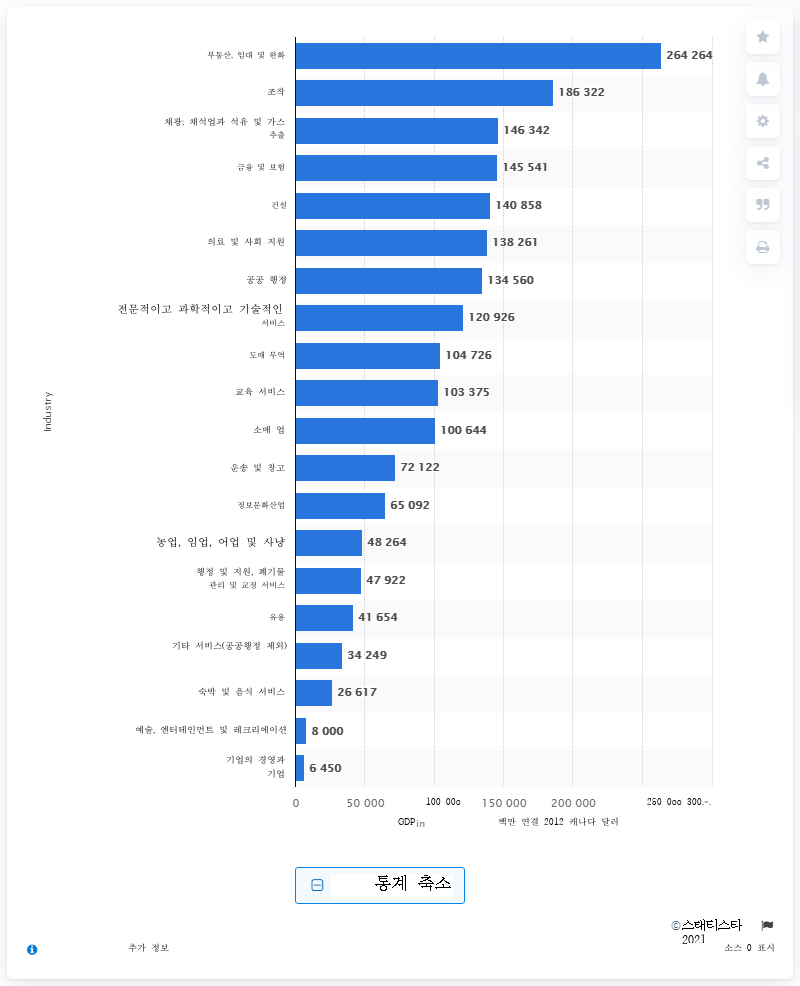 부동산, 임대 및 완화
264 264
조작
186 322
채광, 채석업과 석유 및 가스
추출
146 342
금융 및 보험
145 541
건설
140 858
의료 및 사회 지원
138 261
공공 행정
134 560
전문적이고 과학적이고 기술적인
서비스
120 926
도매 무역
104 726
교육 서비스
103 375
소매 업
100 644
운송 및 창고
72 122
정보문화산업
65 092
농업, 임업, 어업 및 사냥
48 264
행정 및 지원, 폐기물
관리 및 교정 서비스
47 922
유용
41 654
기타 서비스(공공행정 제외)
34 249
숙박 및 음식 서비스
26 617
예술, 엔터테인먼트 및 레크리에이션
8 000
기업의 경영과
기업
6 450
Industry
0 50 000 100 00o 150 000 200 000 250 0oo 300.-.
GDPin 백만 연결 2012 캐나다 달러
통계 축소
©스태티스타
2021
추가 정보
소스 0 표시